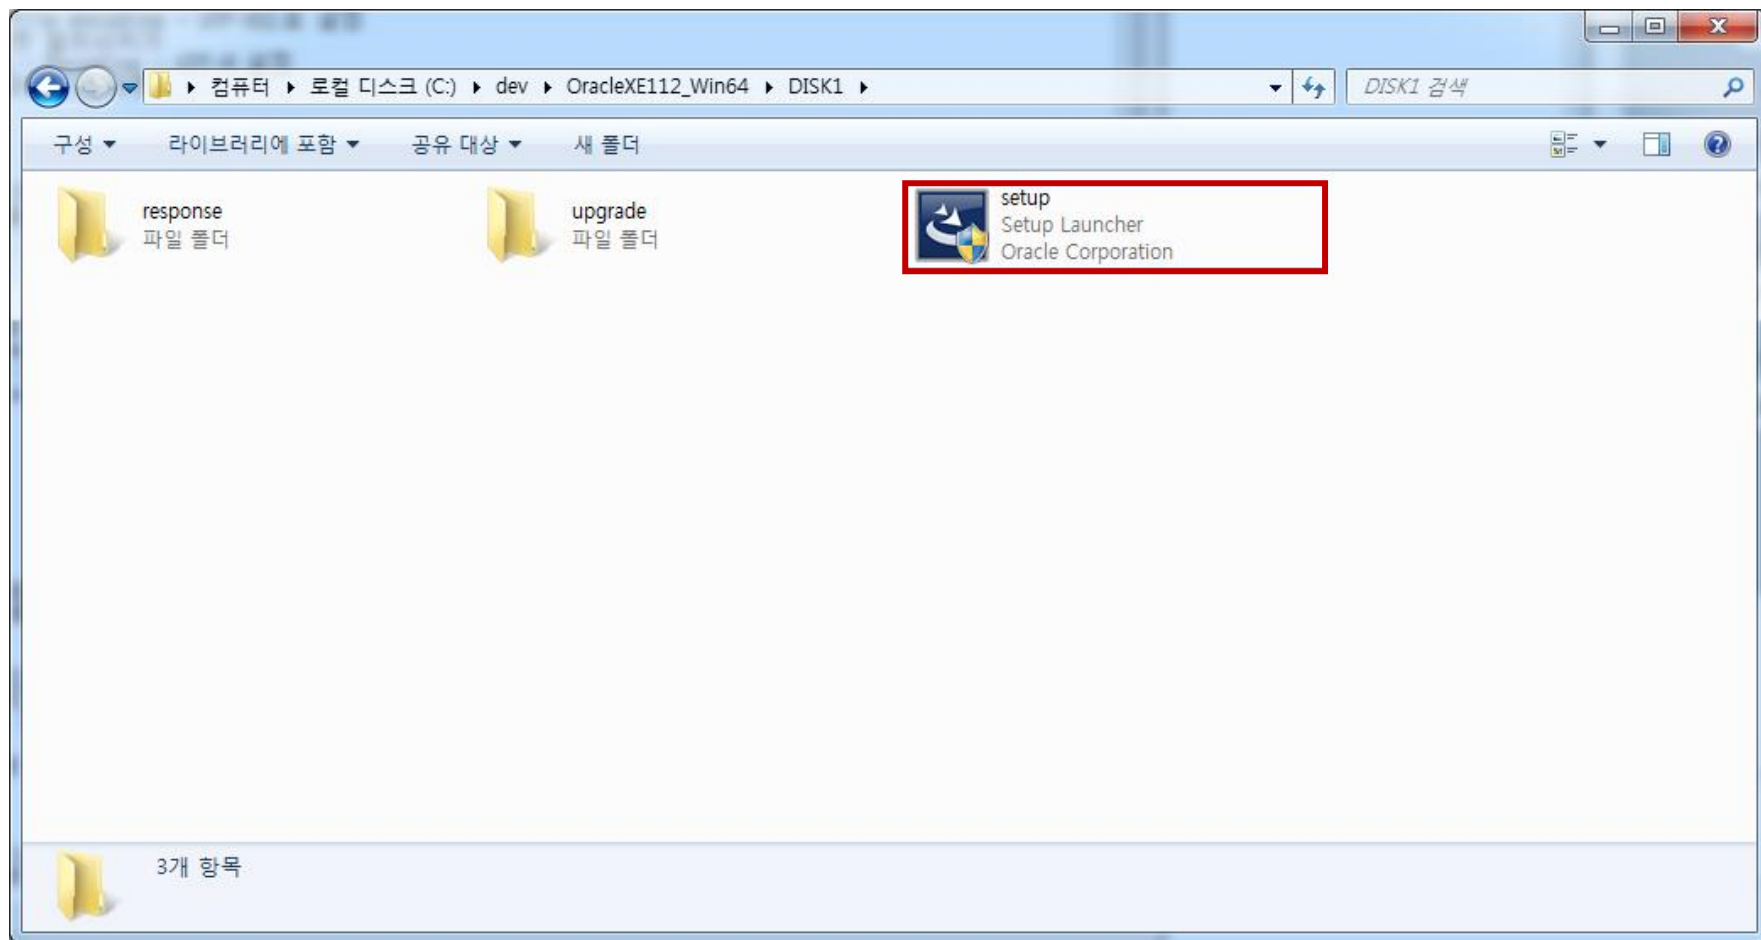 컴퓨터 ▸ 로컬 디스크 (C:) ▸ dev ▸ OracleXE112_Win64 ▸ DISK1 ▸
DISK1 검색
구성 라이브러리에 포함 공유 대상 새 폴더
response
파일 폴더
upgrade
파일 폴더
setup
Setup Launcher
Oracle Corporation
3개 항목